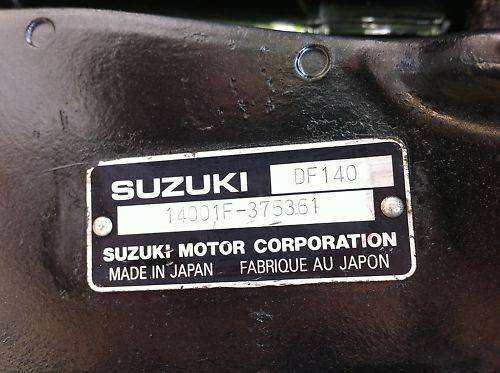 SUZUKI DF140
14001F-375361
SUZUKI MOTOR CORPORATION
MADE IN JAPAN FABRIQUE AU JAPON